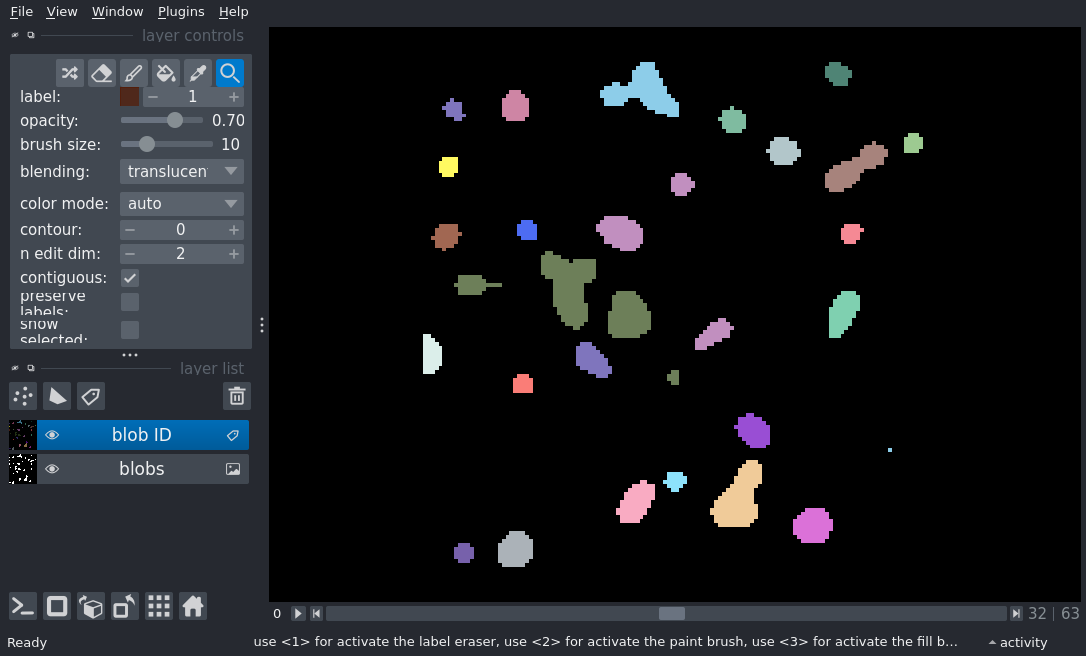 File View Window Plugins Help
layer controls
label: 1
opacity: 0.70
brush size: 10
blending: translucen
color mode: auto
contour: 0
n edit dim: 2
contiguous:
preserve
labels:
show
selected:
layer list
blob ID
blobs
0 32 63
Ready use <1> for activate the label eraser, use <2> for activate the paint brush, use <3> for activate the fill b... activity